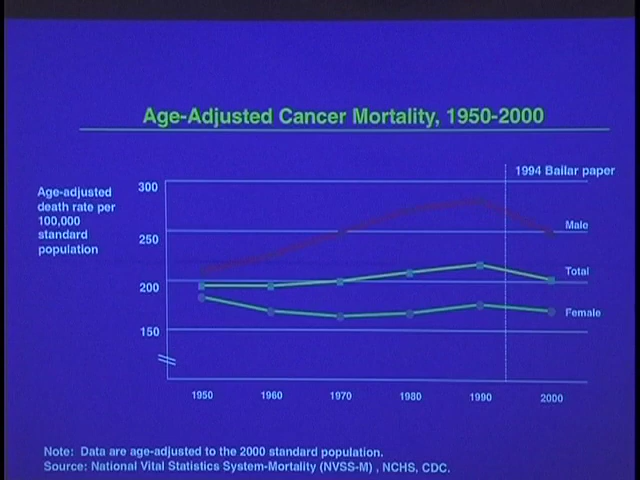 Age-Adjusted Cancer Mortality, 1950-2000
1994 Bailar paper
Age-adjusted
death rate per
100,000
standard
population
300
250
200
150
Male
Total
Female
1950 1960 1970 1980 1990 2000
Note: Data are age-adjusted to the 2000 standard population.
Source: National Vital Statistics System-Mortality (NVSS-M) , NCHS, CDC.